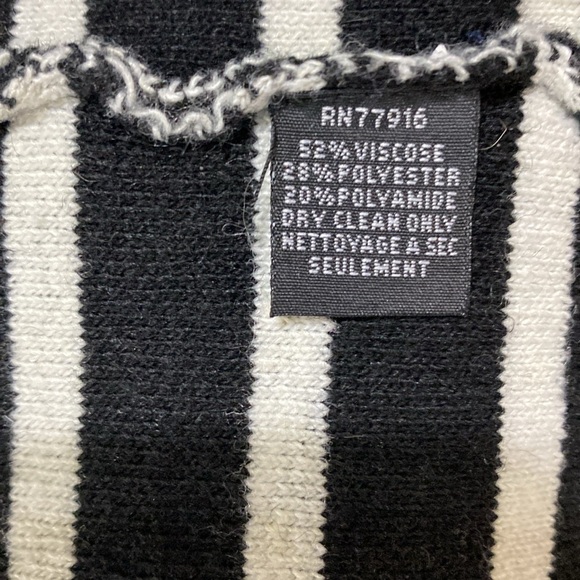 RN77916
52% VISCOSE
28% POLYESTER
20% POLYAMIDE
DRY CLEAN ONLY
NETTOYAGE A SEC
SEULEMENT